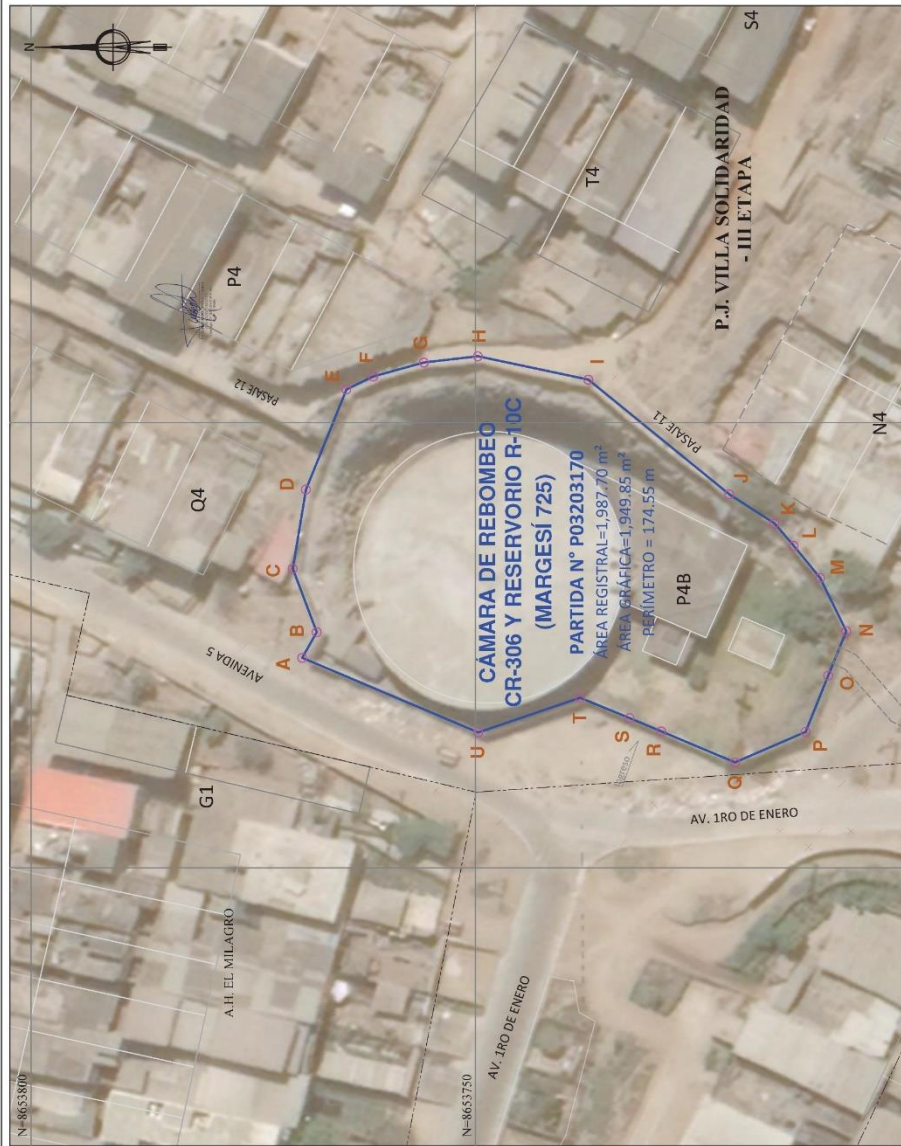 N
S4
P4
T4
P.J. VILLA SOLIDARIDAD
- III ETAPA
PASAJE 12
E
F
G
H
I
PASAJE 11
J
N4
K
L
M
N
O
P
Q
R
S
T
U
A
B
C
D
Q4
AVENIDA 5
CÁMARA DE REBOMBEO
CR-306 Y RESERVORIO R-10C
(MARGESÍ 725)
PARTIDA N° P03203170
ÁREA REGISTRAL=1,987.70 m²
ÁREA GRÁFICA=1,949.85 m²
PERÍMETRO = 174.55 m
P4B
Ingreso
G1
AV. 1RO DE ENERO
A.H. EL MILAGRO
AV. 1RO DE ENERO
N=8653800
N=8653750